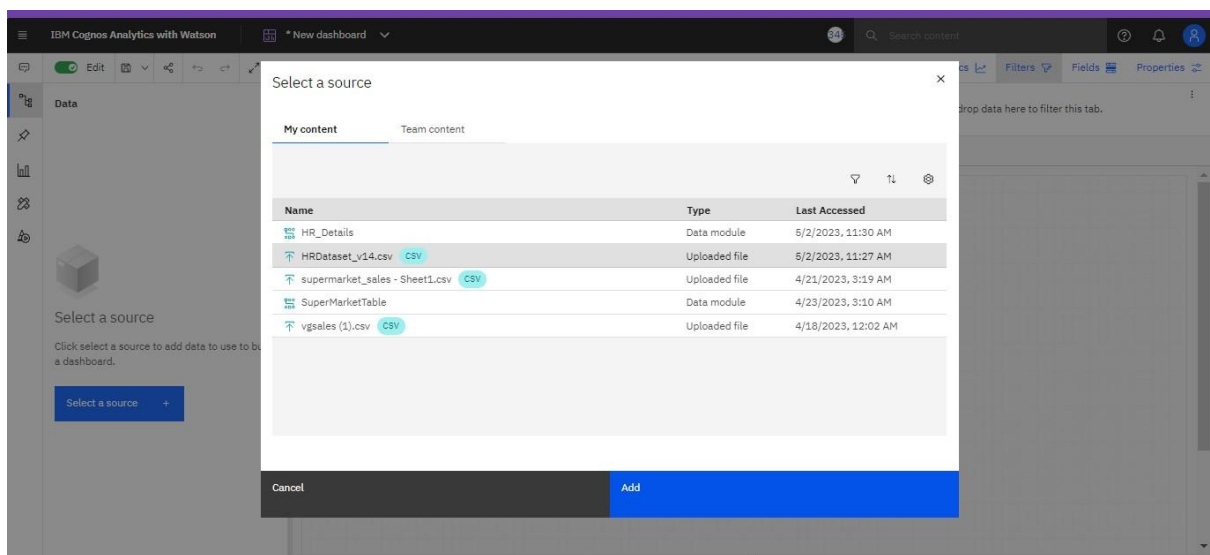 IBM Cognos Analytics with Watson
* New dashboard
34
Search content
Edit
Filters
Fields
Properties
Data
drop data here to filter this tab.
Select a source
Click select a source to add data to use to
a dashboard.
Select a source +
Select a source
My content
Team content
Name Type Last Accessed
HR_Details Data module 5/2/2023, 11:30 AM
HRDataset_v14.csv CSV Uploaded file 5/2/2023, 11:27 AM
supermarket_sales - Sheet1.csv CSV Uploaded file 4/21/2023, 3:19 AM
SuperMarketTable Data module 4/23/2023, 3:10 AM
vgsales (1).csv CSV Uploaded file 4/18/2023, 12:02 AM
Cancel
Add